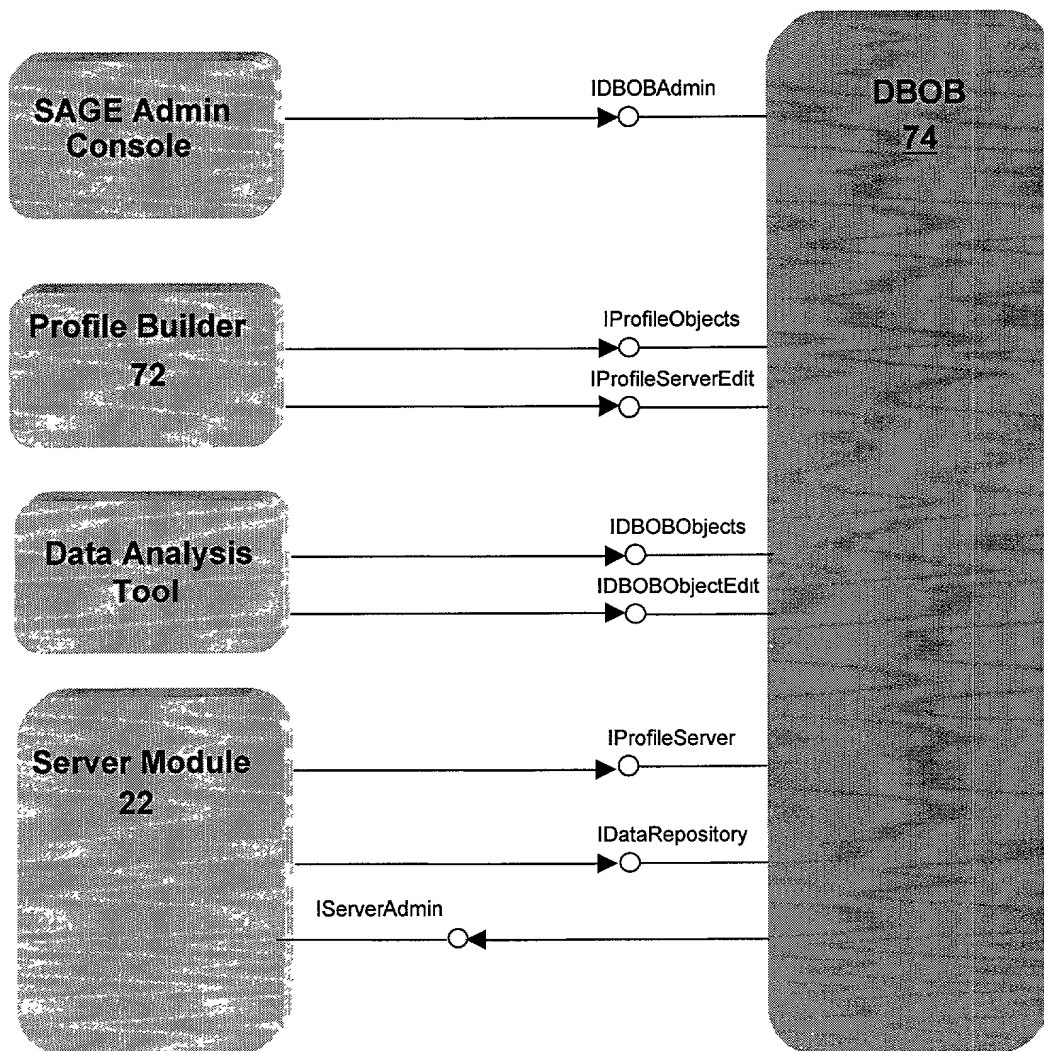 SAGE Admin
Console
IDBOBAdmin
DBOB
74
Profile Builder
72
IProfileObjects
IProfileServerEdit
Data Analysis
Tool
IDBOBObjects
IDBOBObjectEdit
Server Module
22
IProfileServer
IDataRepository
IServerAdmin